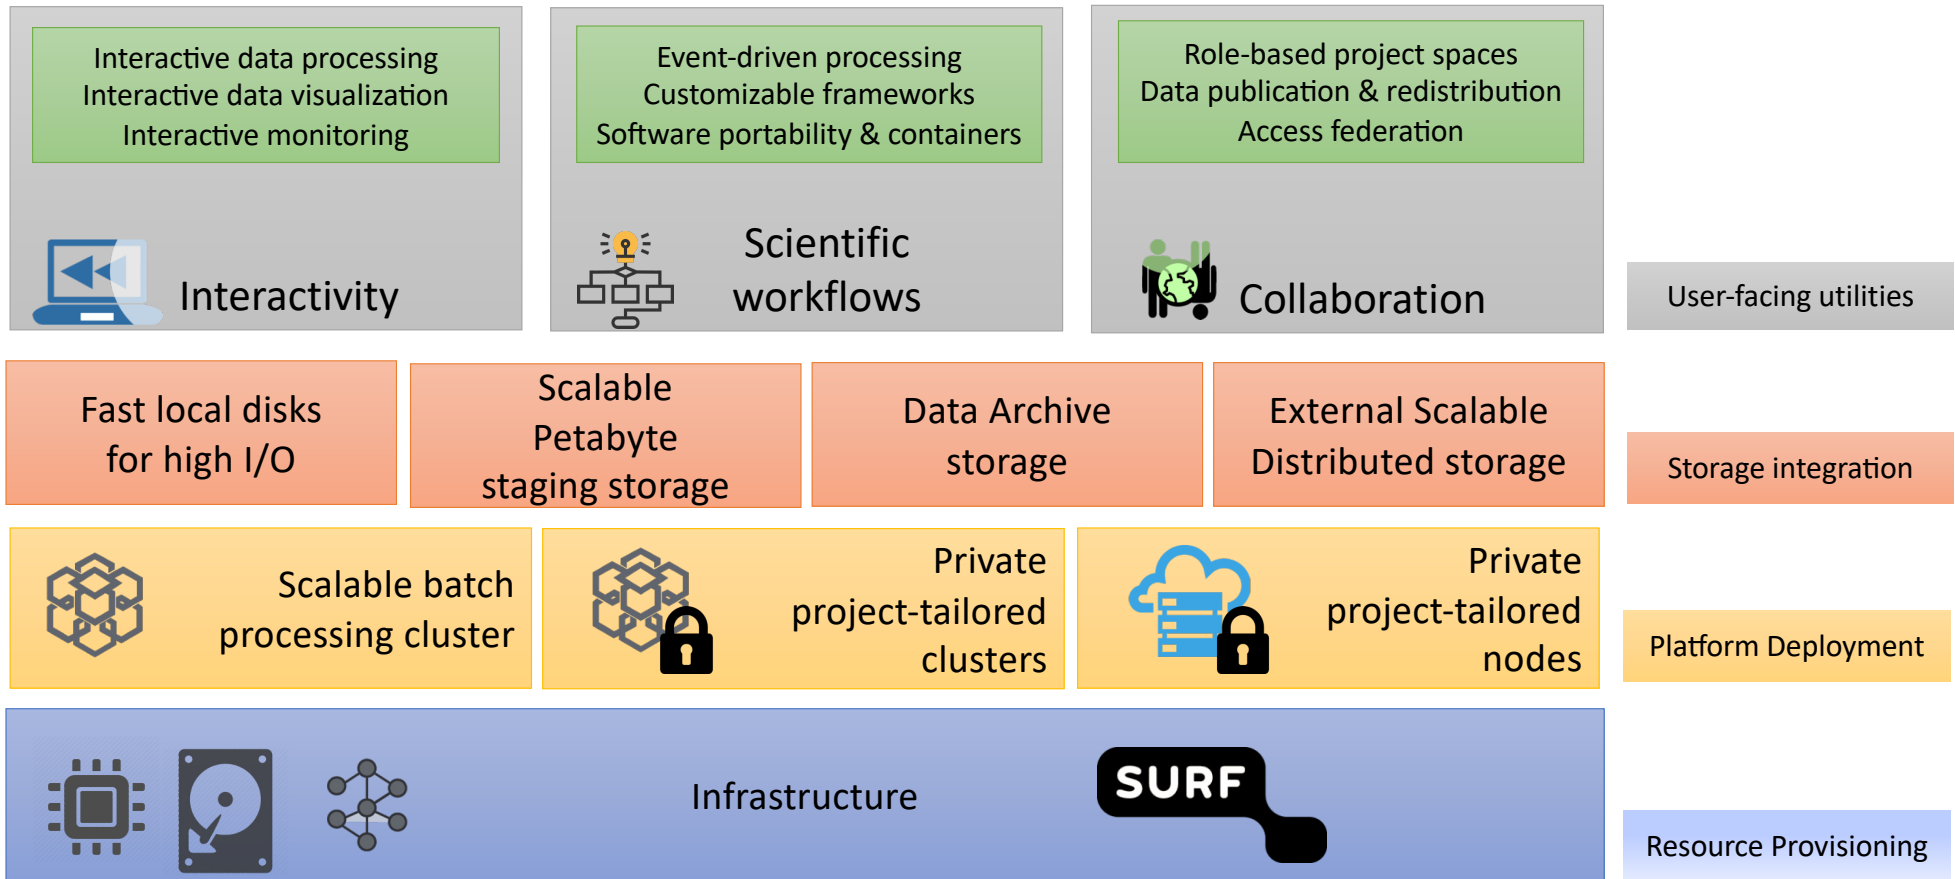 Interactive data processing
Interactive data visualization
Interactive monitoring
Interactivity
Event-driven processing
Customizable frameworks
Software portability & containers
Scientific
workflows
Role-based project spaces
Data publication & redistribution
Access federation
Collaboration
User-facing utilities
Fast local disks
for high I/O
Scalable
Petabyte
staging storage
Data Archive
storage
External Scalable
Distributed storage
Storage integration
Scalable batch
processing cluster
Private
project-tailored
clusters
Private
project-tailored
nodes
Platform Deployment
Infrastructure
SURF
Resource Provisioning